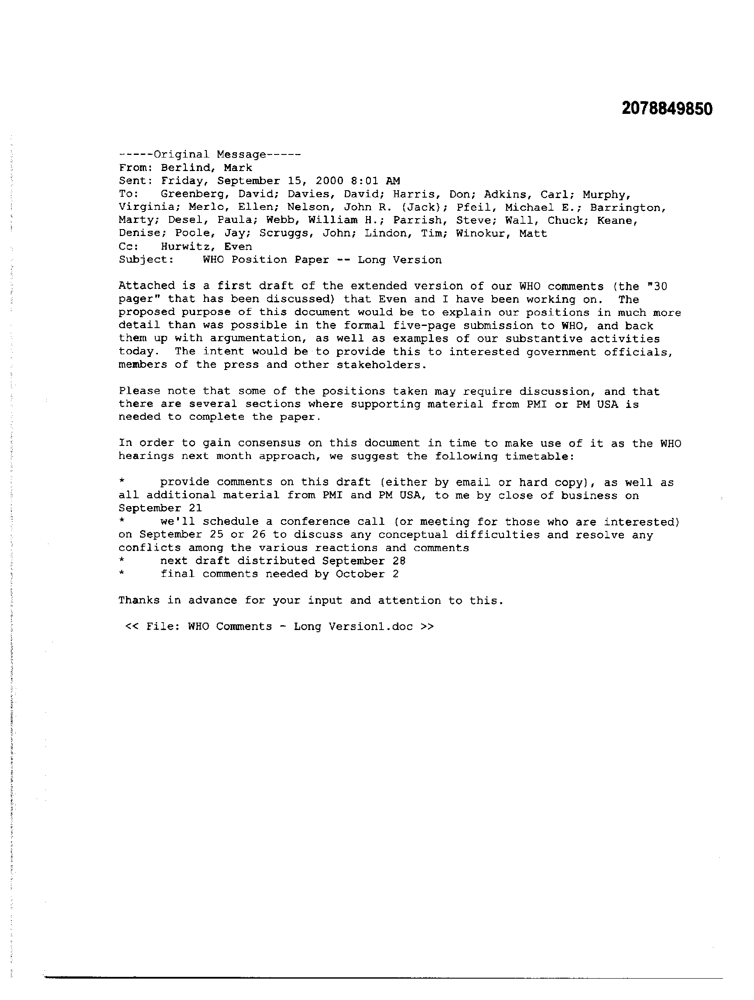 2078849850
-----Original Message-----
From: Berlind, Mark
Sent: Friday, September 15, 2000 8:01 AM
To: Greenberg, David; Davies, David; Harris, Don; Adkins, Carl; Murphy,
Virginia; Merlo, Ellen; Nelson, John R. (Jack); Pfeil, Michael E.; Barrington,
Marty; Desel, Paula; Webb, William H.; Parrish, Steve; Wall, Chuck; Keane,
Denise; Poole, Jay; Scruggs, John; Lindon, Tim; Winokur, Matt
Cc: Hurwitz, Even
Subject: WHO Position Paper -- Long Version
Attached is a first draft of the extended version of our WHO comments (the "30
pager" that has been discussed) that Even and I have been working on. The
proposed purpose of this document would be to explain our positions in much more
detail than was possible in the formal five-page submission to WHO, and back
them up with argumentation, as well as examples of our substantive activities
today. The intent would be to provide this to interested government officials,
members of the press and other stakeholders.
Please note that some of the positions taken may require discussion, and that
there are several sections where supporting material from PMI or PM USA is
needed to complete the paper.
In order to gain consensus on this document in time to make use of it as the WHO
hearings next month approach, we suggest the following timetable:
* provide comments on this draft (either by email or hard copy), as well as
all additional material from PMI and PM USA, to me by close of business on
September 21
* we'll schedule a conference call (or meeting for those who are interested)
on September 25 or 26 to discuss any conceptual difficulties and resolve any
conflicts among the various reactions and comments
* next draft distributed September 28
* final comments needed by October 2
Thanks in advance for your input and attention to this.
<< File: WHO Comments - Long Version1.doc >>